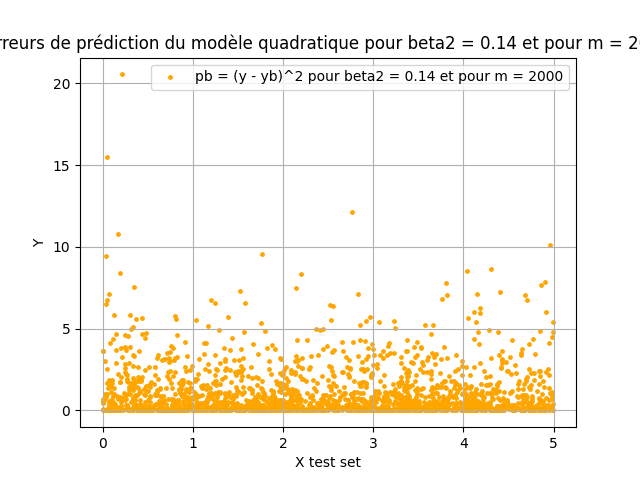 rreurs de prédiction du modèle quadratique pour beta2 = 0.14 et pour m = 20
pb = (y - yb)^2 pour beta2 = 0.14 et pour m = 2000
20
15
10
5
0
Y
0 1 2 3 4 5
X test set